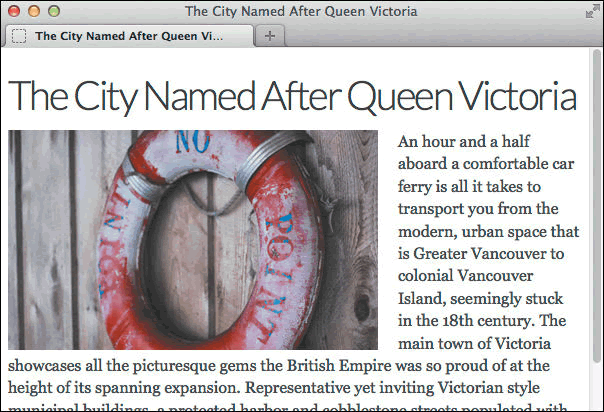 The City Named After Queen Victoria
The City Named After Queen Vi...
The City Named After Queen Victoria
NO
POINT
POINT
An hour and a half
aboard a comfortable car
ferry is all it takes to
transport you from the
modern, urban space that
is Greater Vancouver to
colonial Vancouver
Island, seemingly stuck
in the 18th century. The
main town of Victoria
showcases all the picturesque gems the British Empire was so proud of at the
height of its spanning expansion. Representative yet inviting Victorian style
municipal buildings, a protected harbor and cobblestone streets populated with